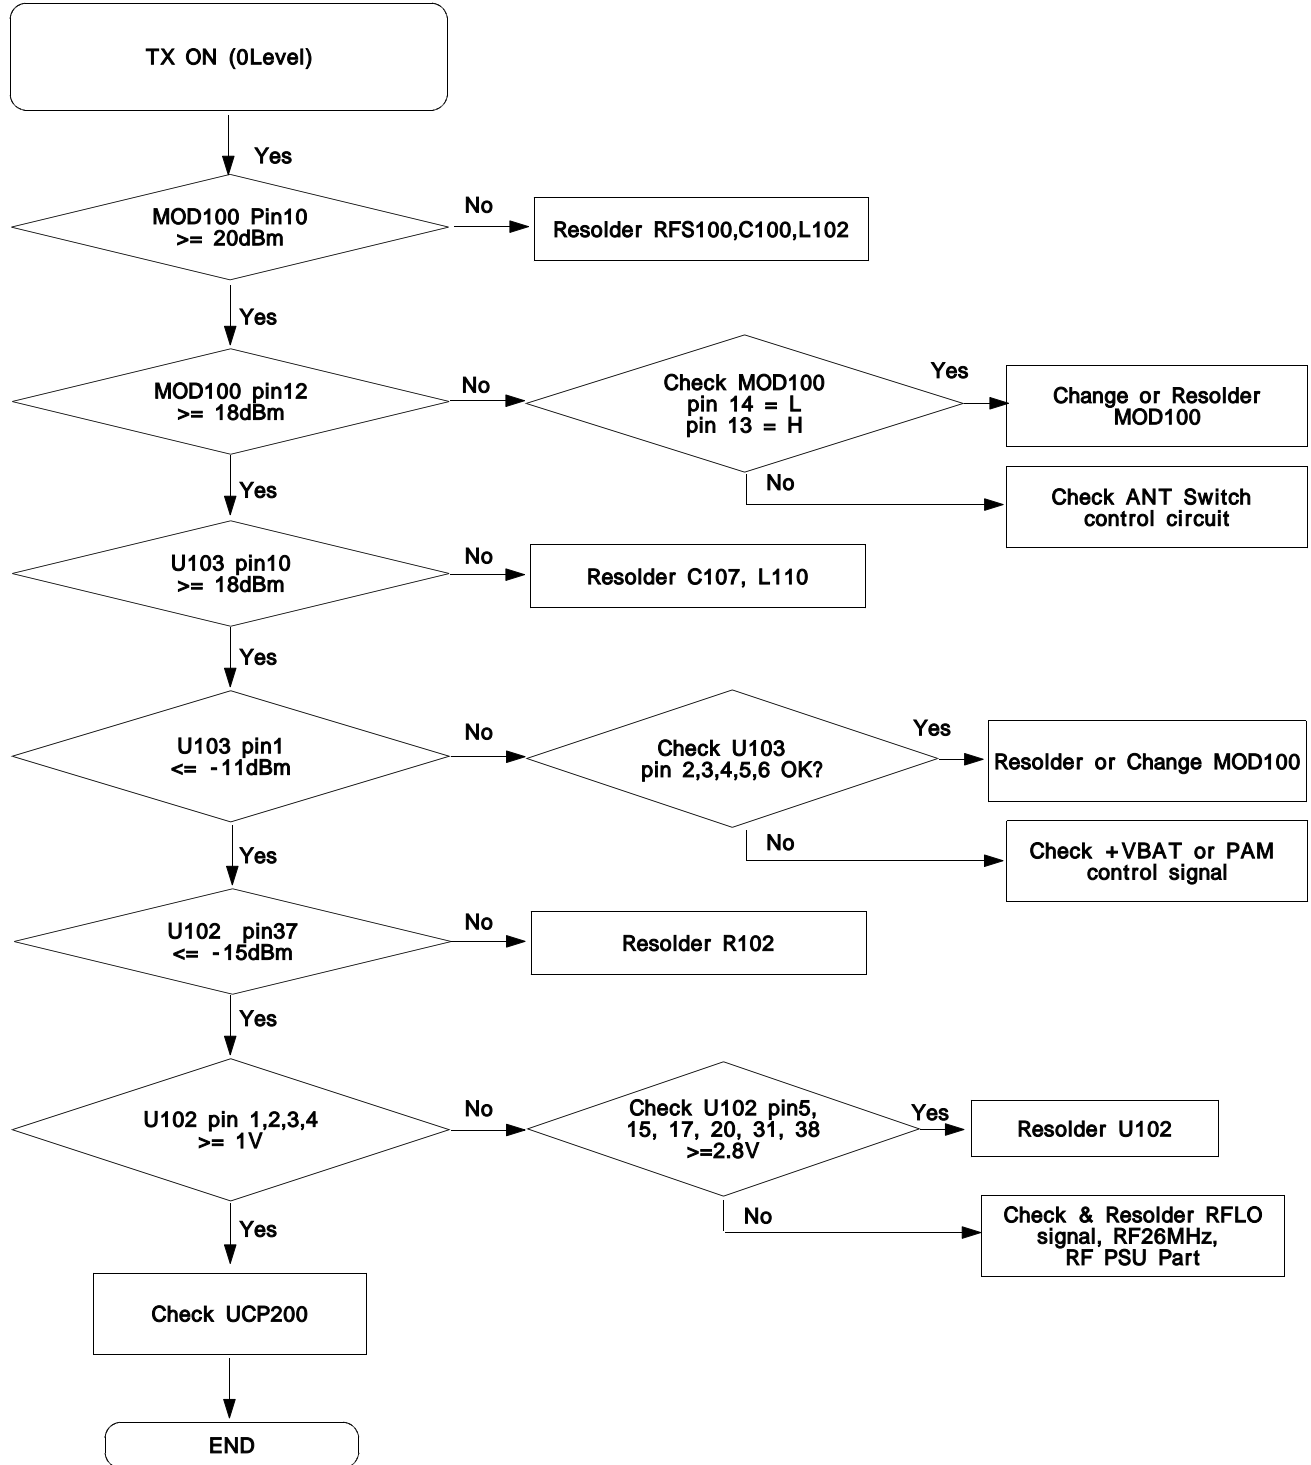 TX ON (0Level)
Yes
MOD100 Pin10
>= 20dBm
No
Resolder RFS100,C100,L102
Yes
MOD100 pin12
>= 18dBm
No
Check MOD100
pin 14 = L
pin 13 = H
Yes
Change or Resolder
MOD100
No
Check ANT Switch
control circuit
Yes
U103 pin10
>= 18dBm
No
Resolder C107, L110
Yes
U103 pin1
<= -11dBm
No
Check U103
pin 2,3,4,5,6 OK?
Yes
Resolder or Change MOD100
No
Check +VBAT or PAM
control signal
Yes
U102 pin37
<= -15dBm
No
Resolder R102
Yes
U102 pin 1,2,3,4
>= 1V
No
Check U102 pin5,
15, 17, 20, 31, 38
>=2.8V
Yes
Resolder U102
No
Check & Resolder RFLO
signal, RF26MHz,
RF PSU Part
Yes
Check UCP200
END